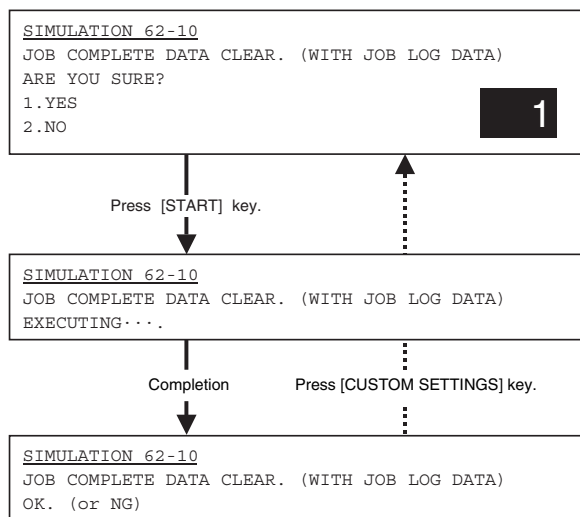 SIMULATION 62-10
JOB COMPLETE DATA CLEAR. (WITH JOB LOG DATA)
ARE YOU SURE?
1.YES
2.NO
1
Press [START] key.
SIMULATION 62-10
JOB COMPLETE DATA CLEAR. (WITH JOB LOG DATA)
EXECUTING···.
Completion
Press [CUSTOM SETTINGS] key.
SIMULATION 62-10
JOB COMPLETE DATA CLEAR. (WITH JOB LOG DATA)
OK. (or NG)